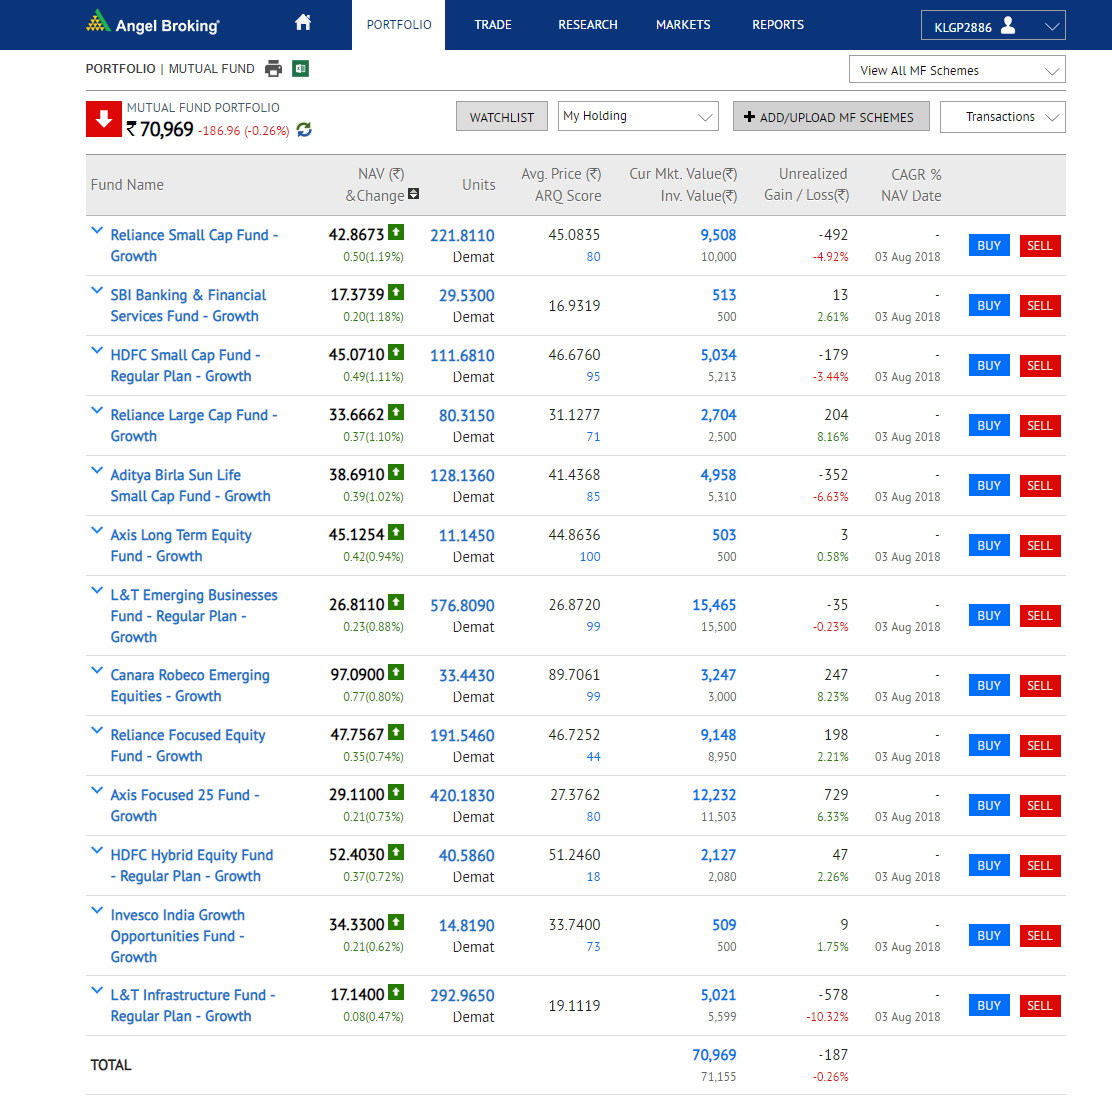 Angel Broking
PORTFOLIO TRADE RESEARCH MARKETS REPORTS KLGP2886
PORTFOLIO | MUTUAL FUND View All MF Schemes
MUTUAL FUND PORTFOLIO
₹ 70,969 -186.96 (-0.26%) WATCHLIST My Holding ADD/UPLOAD MF SCHEMES Transactions
Fund Name NAV (₹) &Change Units Avg. Price (₹) ARQ Score Cur Mkt. Value(₹) Inv. Value(₹) Unrealized Gain / Loss(₹) CAGR % NAV Date
Reliance Small Cap Fund - 42.8673 221.8110 45.0835 9,508 -492 - BUY SELL
Growth 0.50(1.19%) Demat 80 10,000 -4.92% 03 Aug 2018
SBI Banking & Financial 17.3739 29.5300 16.9319 513 13 - BUY SELL
Services Fund - Growth 0.20(1.18%) Demat 500 2.61% 03 Aug 2018
HDFC Small Cap Fund - 45.0710 111.6810 46.6760 5,034 -179 - BUY SELL
Regular Plan - Growth 0.49(1.11%) Demat 95 5,213 -3.44% 03 Aug 2018
Reliance Large Cap Fund - 33.6662 80.3150 31.1277 2,704 204 - BUY SELL
Growth 0.37(1.10%) Demat 71 2,500 8.16% 03 Aug 2018
Aditya Birla Sun Life 38.6910 128.1360 41.4368 4,958 -352 - BUY SELL
Small Cap Fund - Growth 0.39(1.02%) Demat 85 5,310 -6.63% 03 Aug 2018
Axis Long Term Equity 45.1254 11.1450 44.8636 503 3 - BUY SELL
Fund - Growth 0.42(0.94%) Demat 100 500 0.58% 03 Aug 2018
L&T Emerging Businesses 26.8110 576.8090 26.8720 15,465 -35 - BUY SELL
Fund - Regular Plan - 0.23(0.88%) Demat 99 15,500 -0.23% 03 Aug 2018
Growth
Canara Robeco Emerging 97.0900 33.4430 89.7061 3,247 247 - BUY SELL
Equities - Growth 0.77(0.80%) Demat 99 3,000 8.23% 03 Aug 2018
Reliance Focused Equity 47.7567 191.5460 46.7252 9,148 198 - BUY SELL
Fund - Growth 0.35(0.74%) Demat 44 8,950 2.21% 03 Aug 2018
Axis Focused 25 Fund - 29.1100 420.1830 27.3762 12,232 729 - BUY SELL
Growth 0.21(0.73%) Demat 80 11,503 6.33% 03 Aug 2018
HDFC Hybrid Equity Fund 52.4030 40.5860 51.2460 2,127 47 - BUY SELL
- Regular Plan - Growth 0.37(0.72%) Demat 18 2,080 2.26% 03 Aug 2018
Invesco India Growth 34.3300 14.8190 33.7400 509 9 - BUY SELL
Opportunities Fund - 0.21(0.62%) Demat 73 500 1.75% 03 Aug 2018
Growth
L&T Infrastructure Fund - 17.1400 292.9650 19.1119 5,021 -578 - BUY SELL
Regular Plan - Growth 0.08(0.47%) Demat 5,599 -10.32% 03 Aug 2018
TOTAL 70,969 -187
71,155 -0.26%